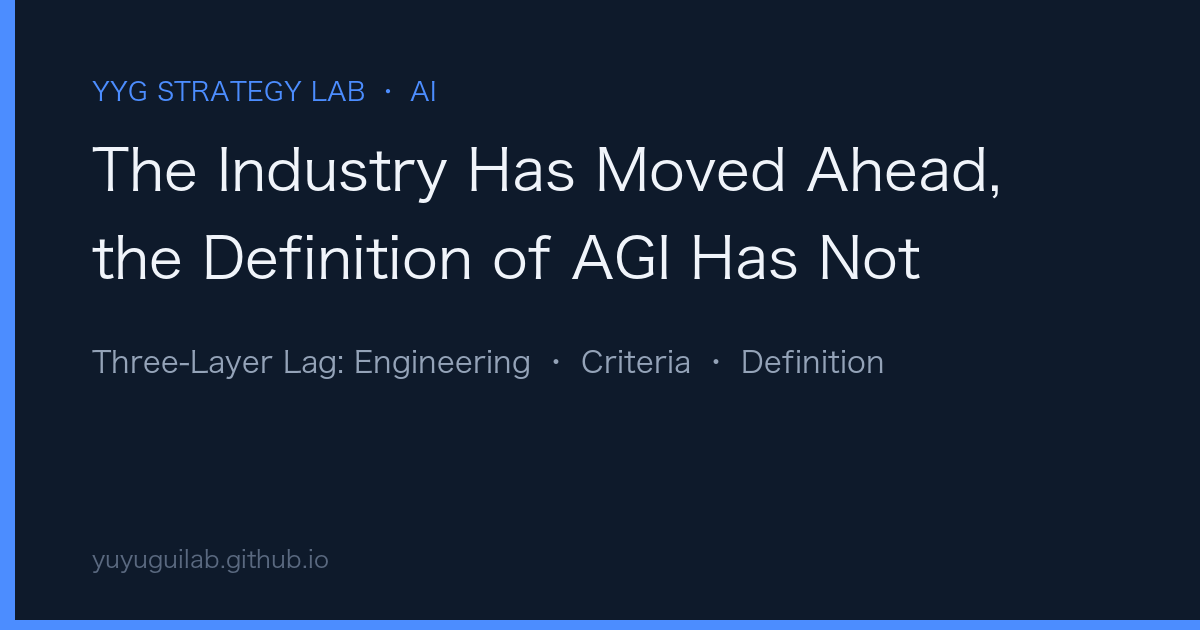 YYG STRATEGY LAB · AI
The Industry Has Moved Ahead,
the Definition of AGI Has Not
Three-Layer Lag: Engineering · Criteria · Definition
yuyuguilab.github.io